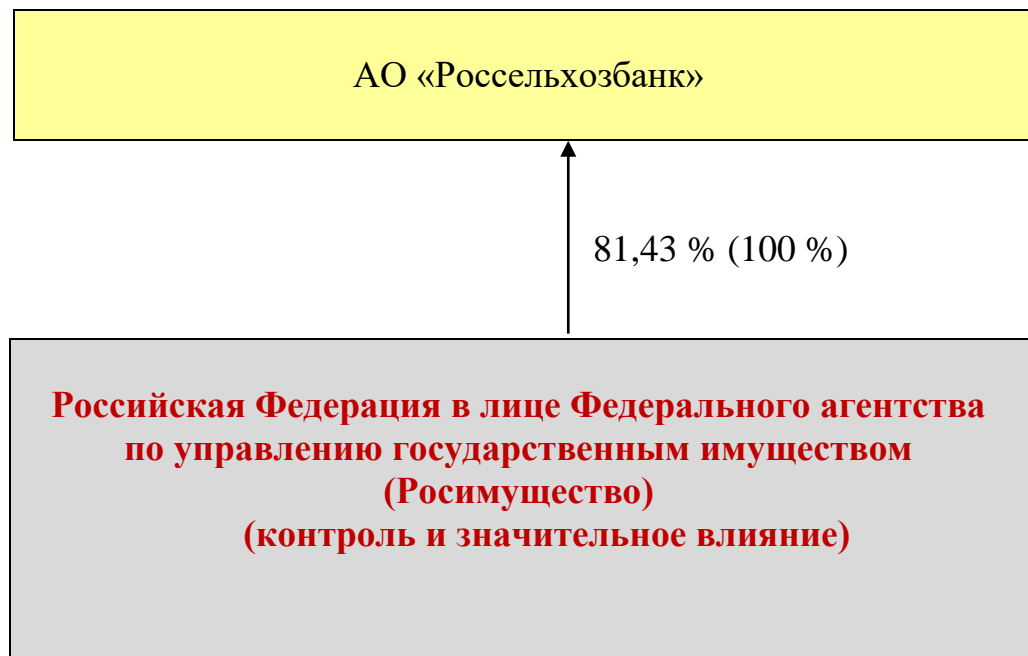 АО «Россельхозбанк»
81,43 % (100 %)
Российская Федерация в лице Федерального агентства
по управлению государственным имуществом
(Росимущество)
(контроль и значительное влияние)